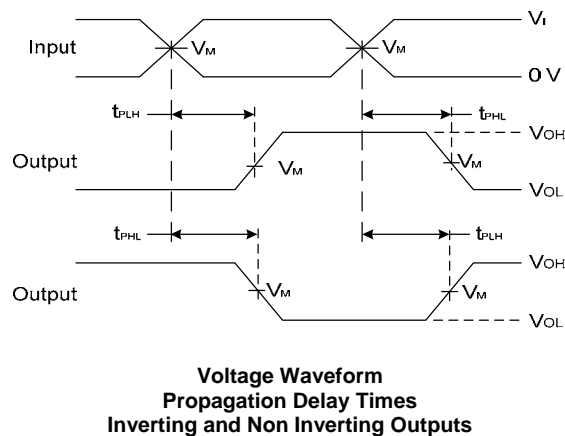 Input VM VM VI
0 V
tPLH tPHL
Output VM VM VOH
VOL
tPHL tPLH
Output VM VM VOH
VOL
Voltage Waveform
Propagation Delay Times
Inverting and Non Inverting Outputs